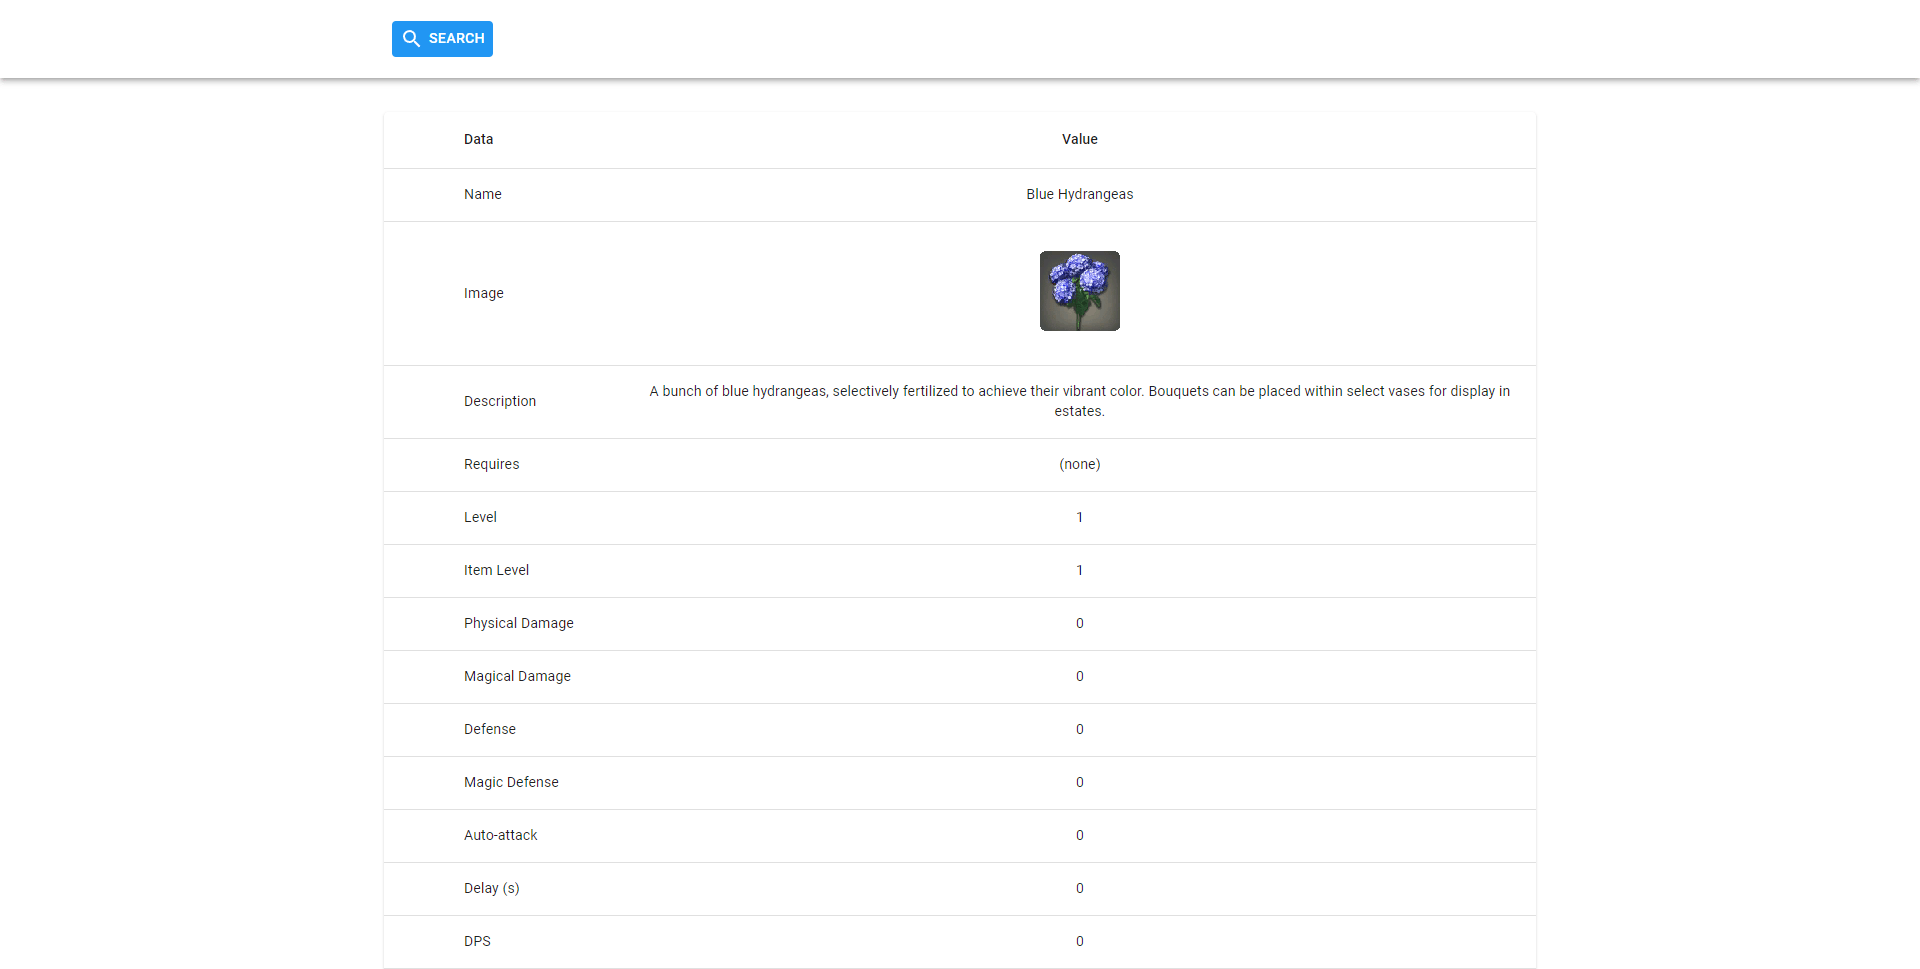 SEARCH
Data Value
Name Blue Hydrangeas
Image
Description A bunch of blue hydrangeas, selectively fertilized to achieve their vibrant color. Bouquets can be placed within select vases for display in
estates.
Requires (none)
Level 1
Item Level 1
Physical Damage 0
Magical Damage 0
Defense 0
Magic Defense 0
Auto-attack 0
Delay (s) 0
DPS 0